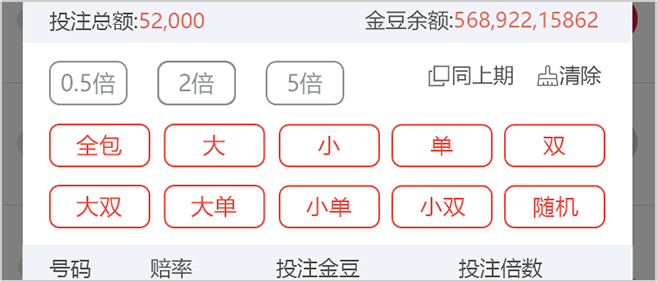 投注总额:52,000 金豆余额:568,922,15862
0.5倍 2倍 5倍 同上期 清除
全包 大 小 单 双
大双 大单 小单 小双 随机
号码 赔率 投注金豆 投注倍数